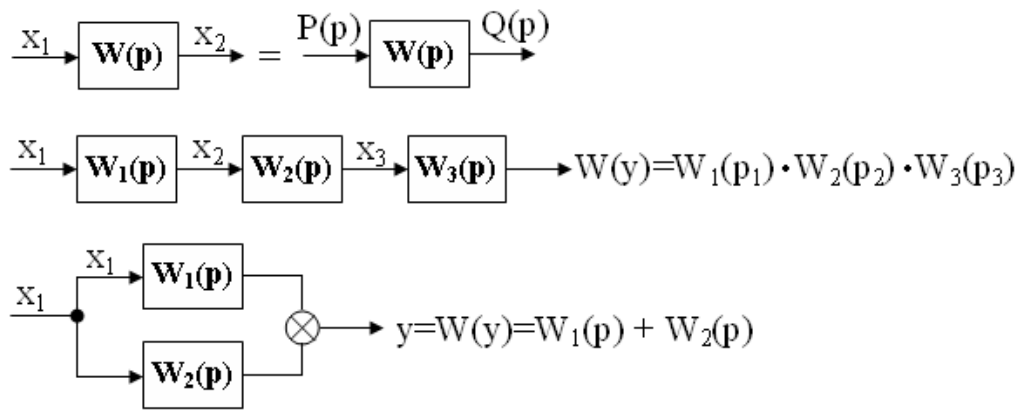 x₁ W(p) x₂ = P(p) W(p) Q(p)
x₁ W₁(p) x₂ W₂(p) x₃ W₃(p) W(y)=W₁(p₁)·W₂(p₂)·W₃(p₃)
x₁ W₁(p)
x₁
y=W(y)=W₁(p) + W₂(p)
W₂(p)